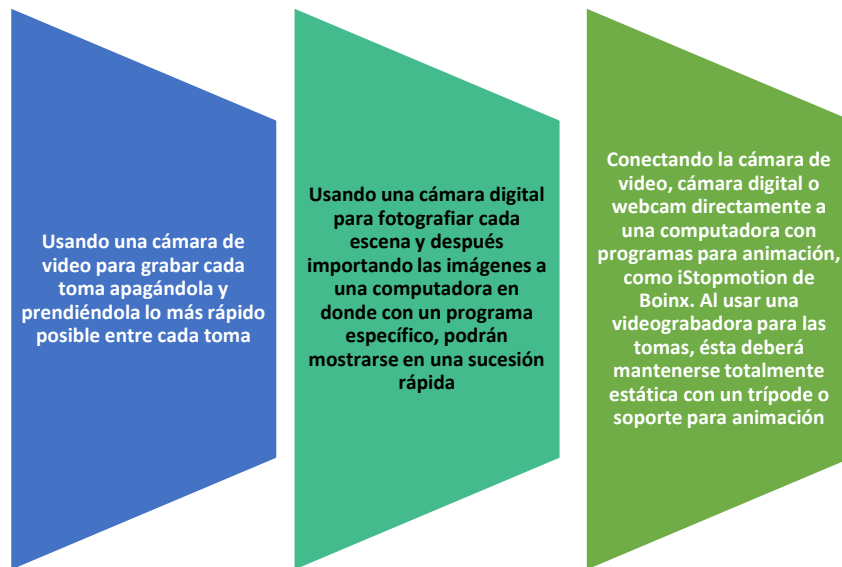 Usando una cámara de
video para grabar cada
toma apagándola y
prendiéndola lo más rápido
posible entre cada toma
Usando una cámara digital
para fotografiar cada
escena y después
importando las imágenes a
una computadora en
donde con un programa
específico, podrán
mostrarse en una sucesión
rápida
Conectando la cámara de
video, cámara digital o
webcam directamente a
una computadora con
programas para animación,
como iStopmotion de
Boinx. Al usar una
videograbadora para las
tomas, ésta deberá
mantenerse totalmente
estática con un trípode o
soporte para animación